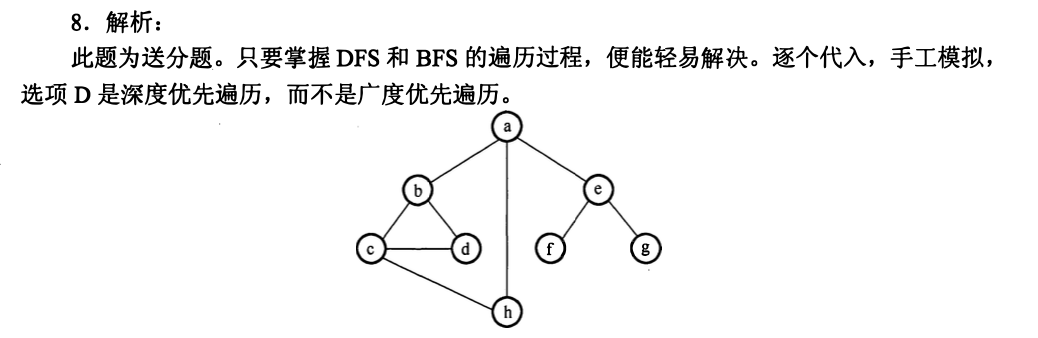 8．解析：
此题为送分题。只要掌握 DFS 和 BFS 的遍历过程，便能轻易解决。逐个代入，手工模拟，
选项 D 是深度优先遍历，而不是广度优先遍历。
a
b
e
c
d
f
g
h